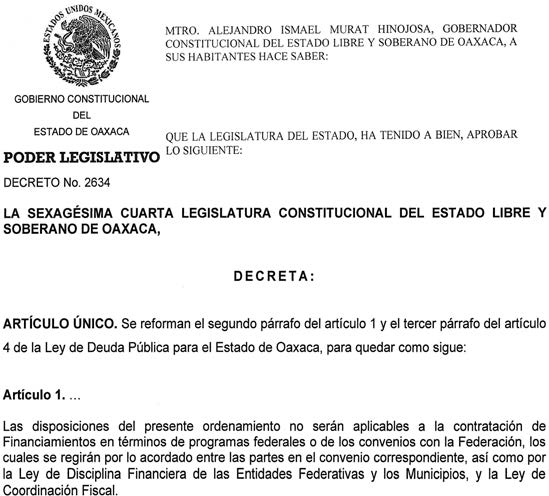 ESTADOS UNIDOS MEXICANOS
MTRO. ALEJANDRO ISMAEL MURAT HINOJOSA, GOBERNADOR
CONSTITUCIONAL DEL ESTADO LIBRE Y SOBERANO DE OAXACA, A
SUS HABITANTES HACE SABER:
GOBIERNO CONSTITUCIONAL
DEL
ESTADO DE OAXACA
PODER LEGISLATIVO
QUE LA LEGISLATURA DEL ESTADO, HA TENIDO A BIEN, APROBAR
LO SIGUIENTE:
DECRETO No. 2634
LA SEXAGÉSIMA CUARTA LEGISLATURA CONSTITUCIONAL DEL ESTADO LIBRE Y
SOBERANO DE OAXACA,
DECRETA:
ARTÍCULO ÚNICO. Se reforman el segundo párrafo del artículo 1 y el tercer párrafo del artículo
4 de la Ley de Deuda Pública para el Estado de Oaxaca, para quedar como sigue:
Artículo 1. …
Las disposiciones del presente ordenamiento no serán aplicables a la contratación de
Financiamientos en términos de programas federales o de los convenios con la Federación, los
cuales se regirán por lo acordado entre las partes en el convenio correspondiente, así como por
la Ley de Disciplina Financiera de las Entidades Federativas y los Municipios, y la Ley de
Coordinación Fiscal.